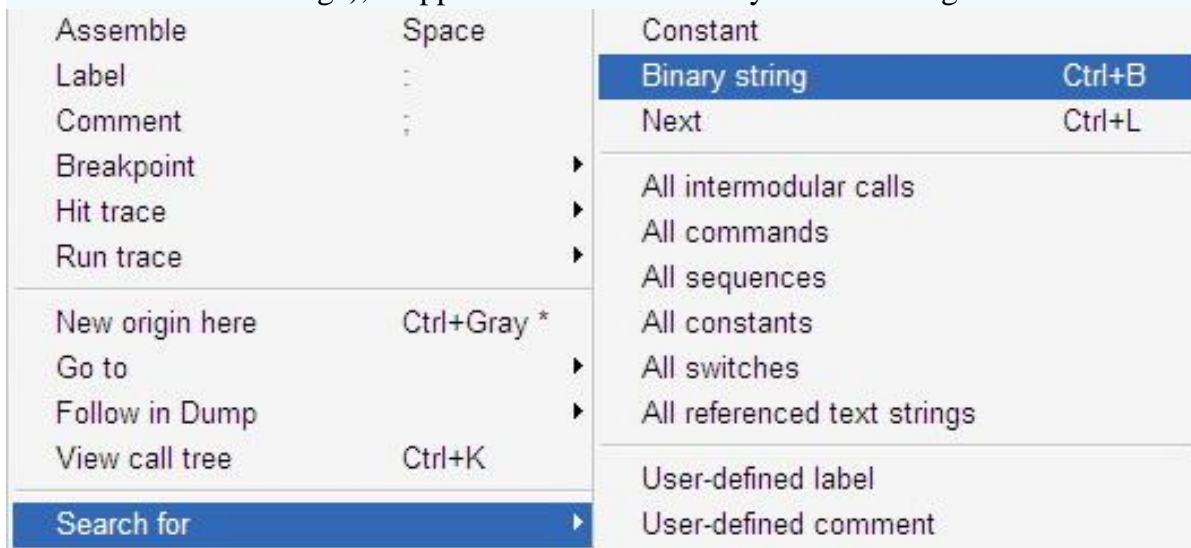 Assemble Space
Label :
Comment ;
Breakpoint
Hit trace
Run trace
New origin here Ctrl+Gray *
Go to
Follow in Dump
View call tree Ctrl+K
Search for
Constant
Binary string Ctrl+B
Next Ctrl+L
All intermodular calls
All commands
All sequences
All constants
All switches
All referenced text strings
User-defined label
User-defined comment